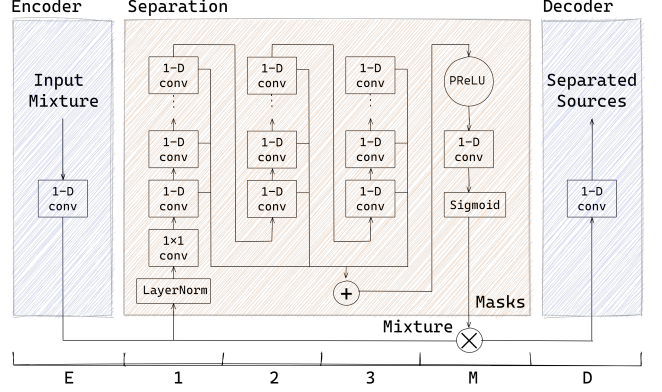 Encoder
Separation
Decoder
Input
Mixture
1-D
conv
1-D
conv
1-D
conv
1-D
conv
1×1
conv
LayerNorm
1-D
conv
1-D
conv
1-D
conv
1-D
conv
1-D
conv
1-D
conv
+
PReLU
1-D
conv
Sigmoid
Masks
Mixture
Separated
Sources
1-D
conv
E
1
2
3
M
D